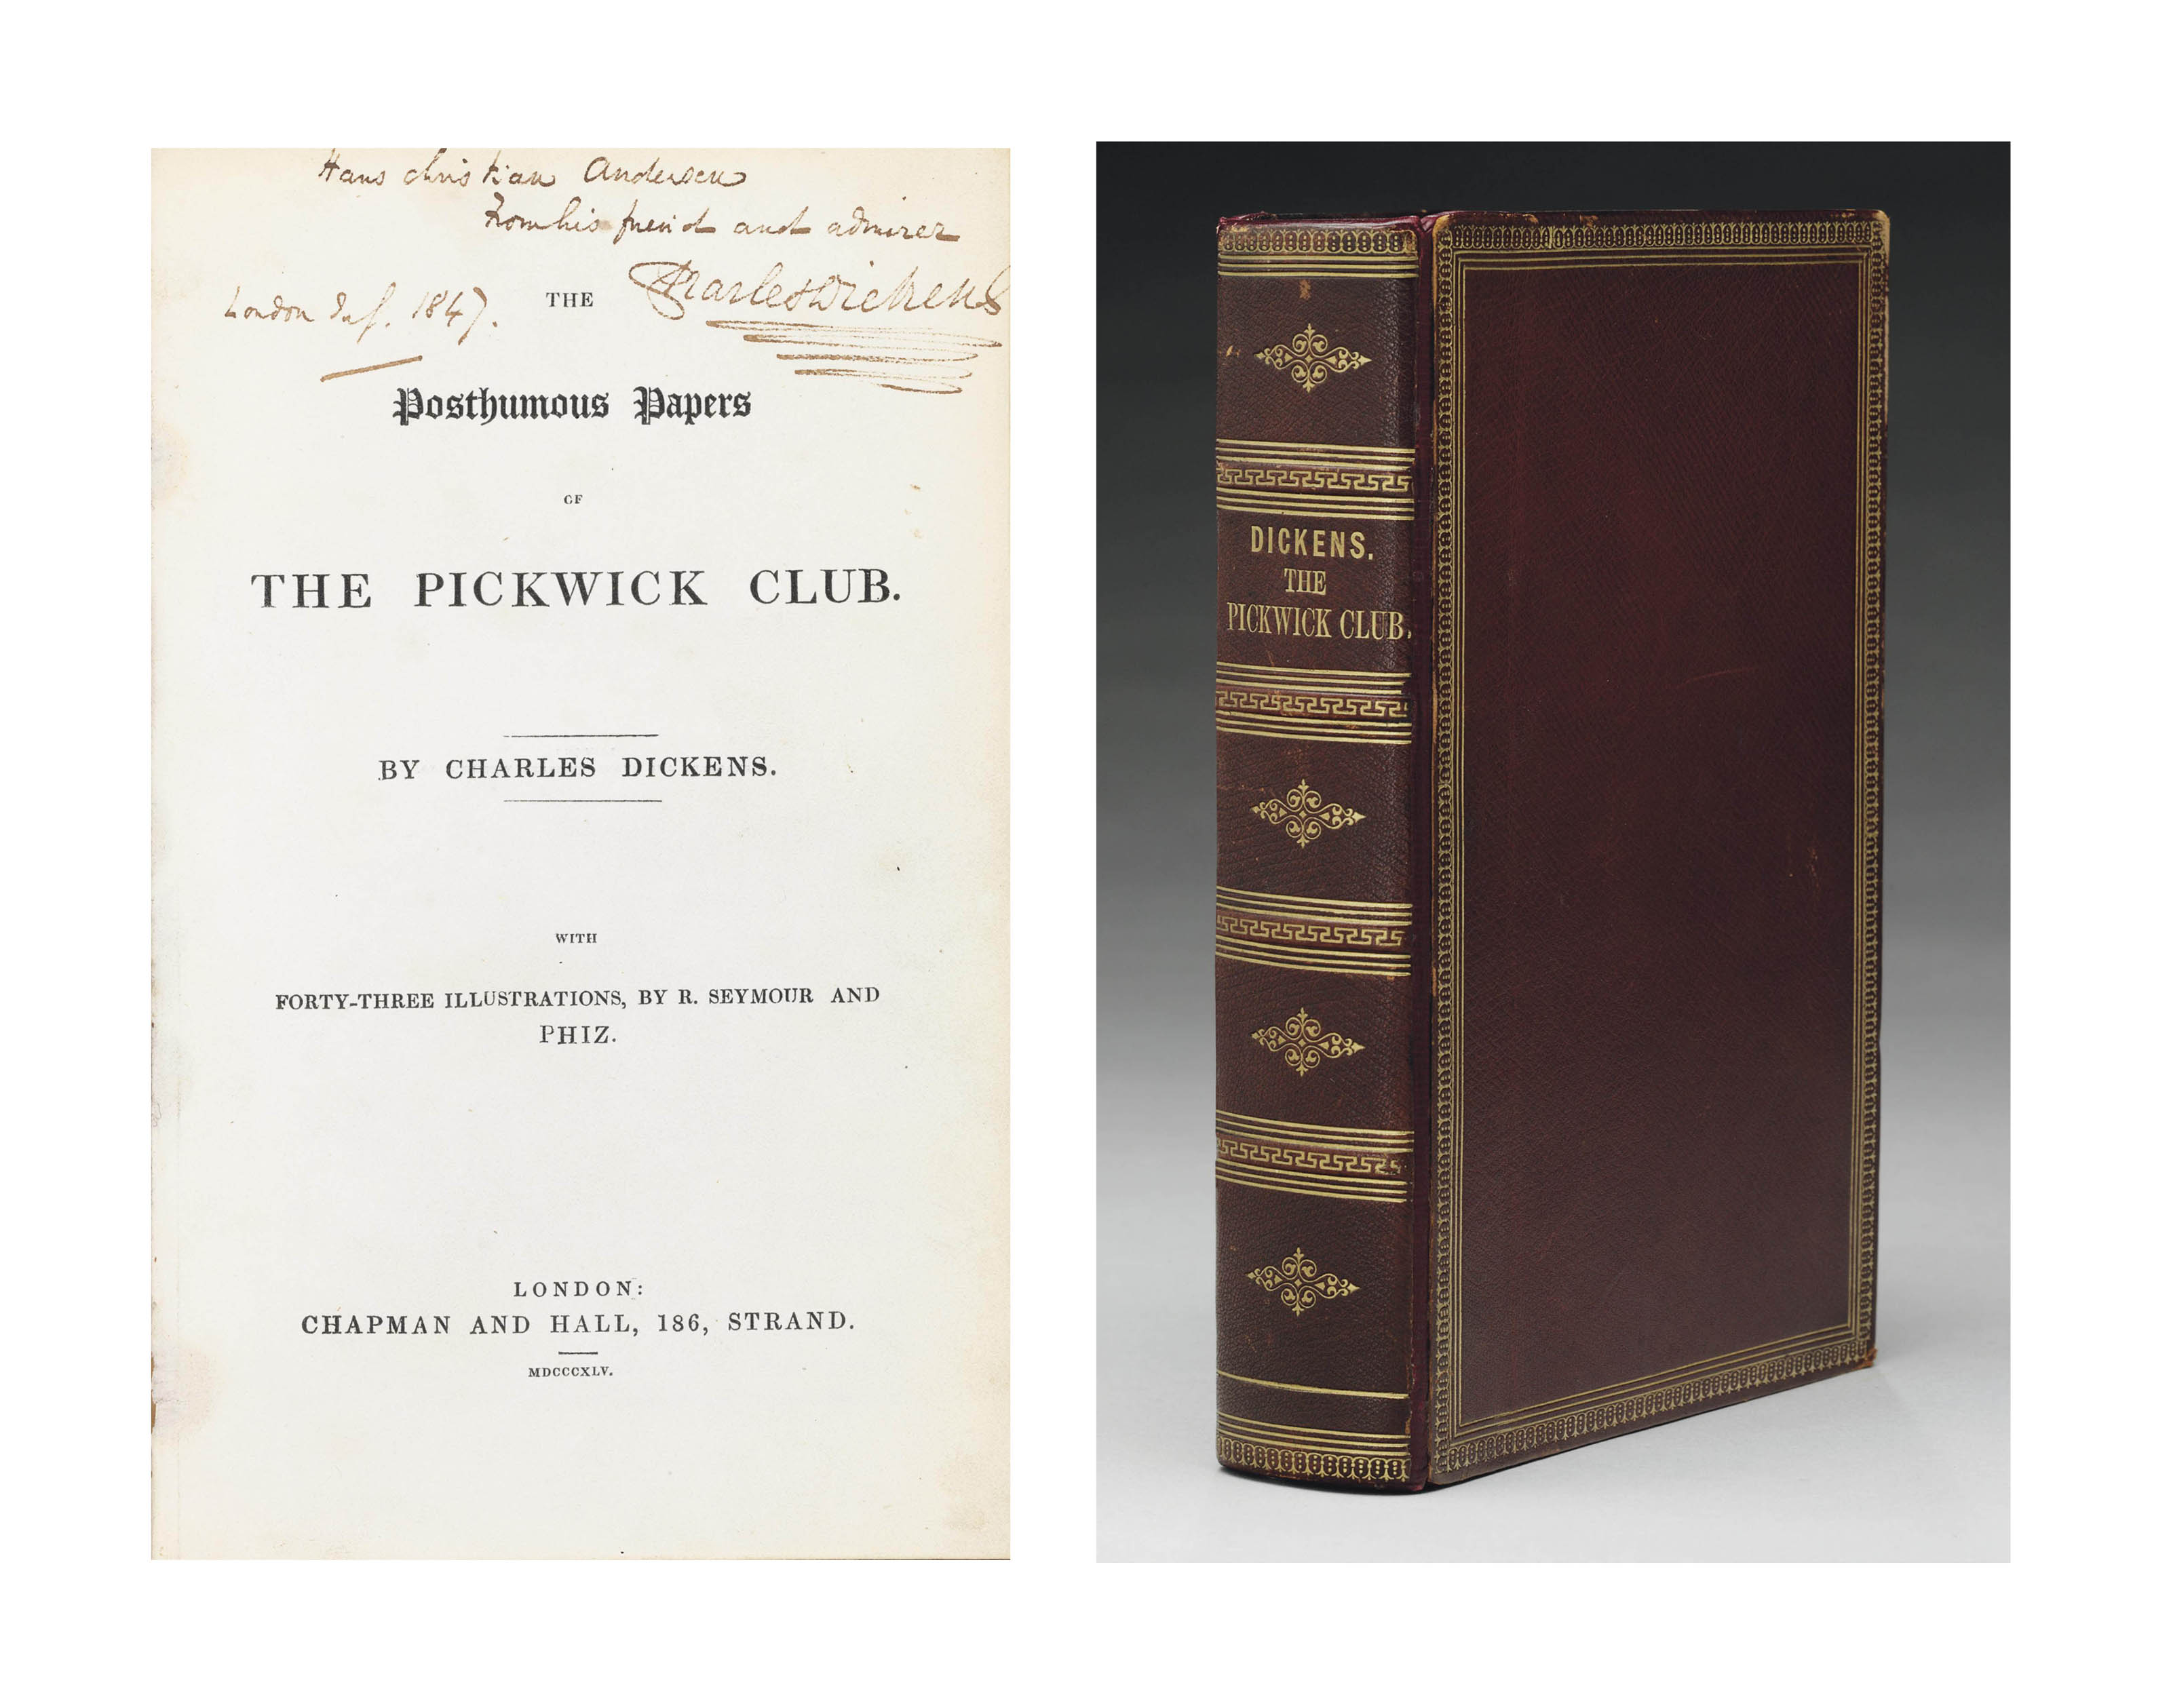 Hans Christian Andersen
From his friend and admirer
Charles Dickens
London July. 1847.
THE
Posthumous Papers
OF
THE PICKWICK CLUB.
BY CHARLES DICKENS.
WITH
FORTY-THREE ILLUSTRATIONS, BY R. SEYMOUR AND
PHIZ.
LONDON:
CHAPMAN AND HALL, 186, STRAND.
MDCCCXLV.
DICKENS.
THE
PICKWICK CLUB.